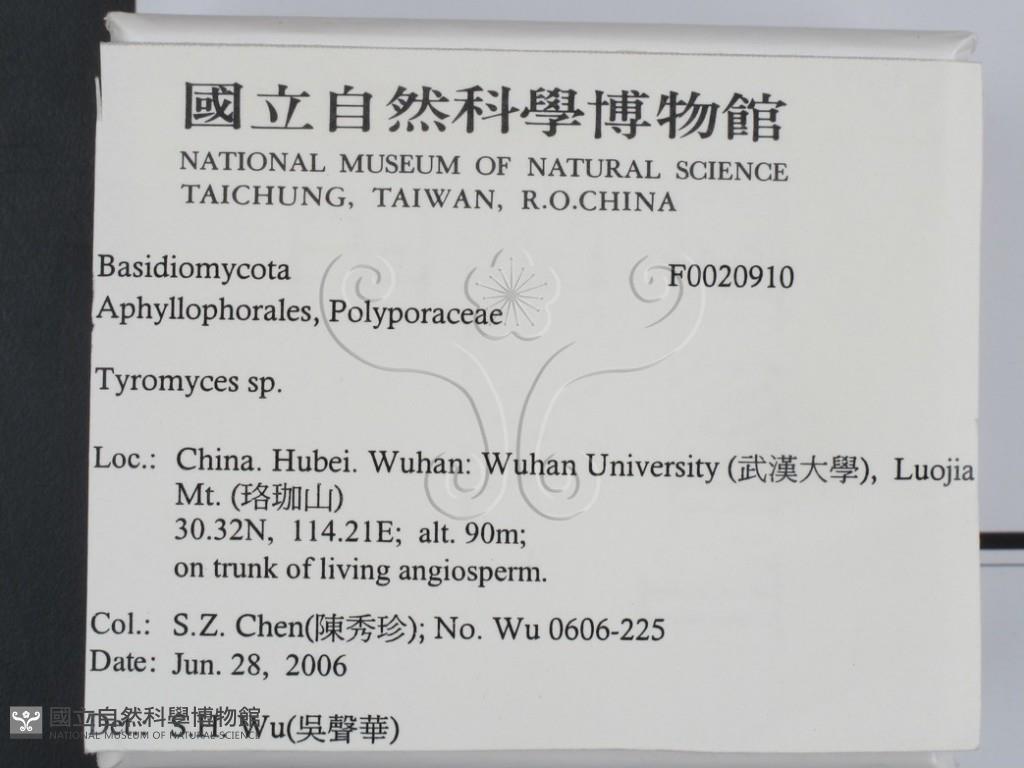 國立自然科學博物館
NATIONAL MUSEUM OF NATURAL SCIENCE
TAICHUNG, TAIWAN, R.O.CHINA
Basidiomycota F0020910
Aphyllophorales, Polyporaceae
Tyromyces sp.
Loc.: China. Hubei. Wuhan: Wuhan University (武漢大學), Luojia
Mt. (珞珈山)
30.32N, 114.21E; alt. 90m;
on trunk of living angiosperm.
Col.: S.Z. Chen(陳秀珍); No. Wu 0606-225
Date: Jun. 28, 2006
Det.: S.H. Wu(吳聲華)
國立自然科學博物館
NATIONAL MUSEUM OF NATURAL SCIENCE